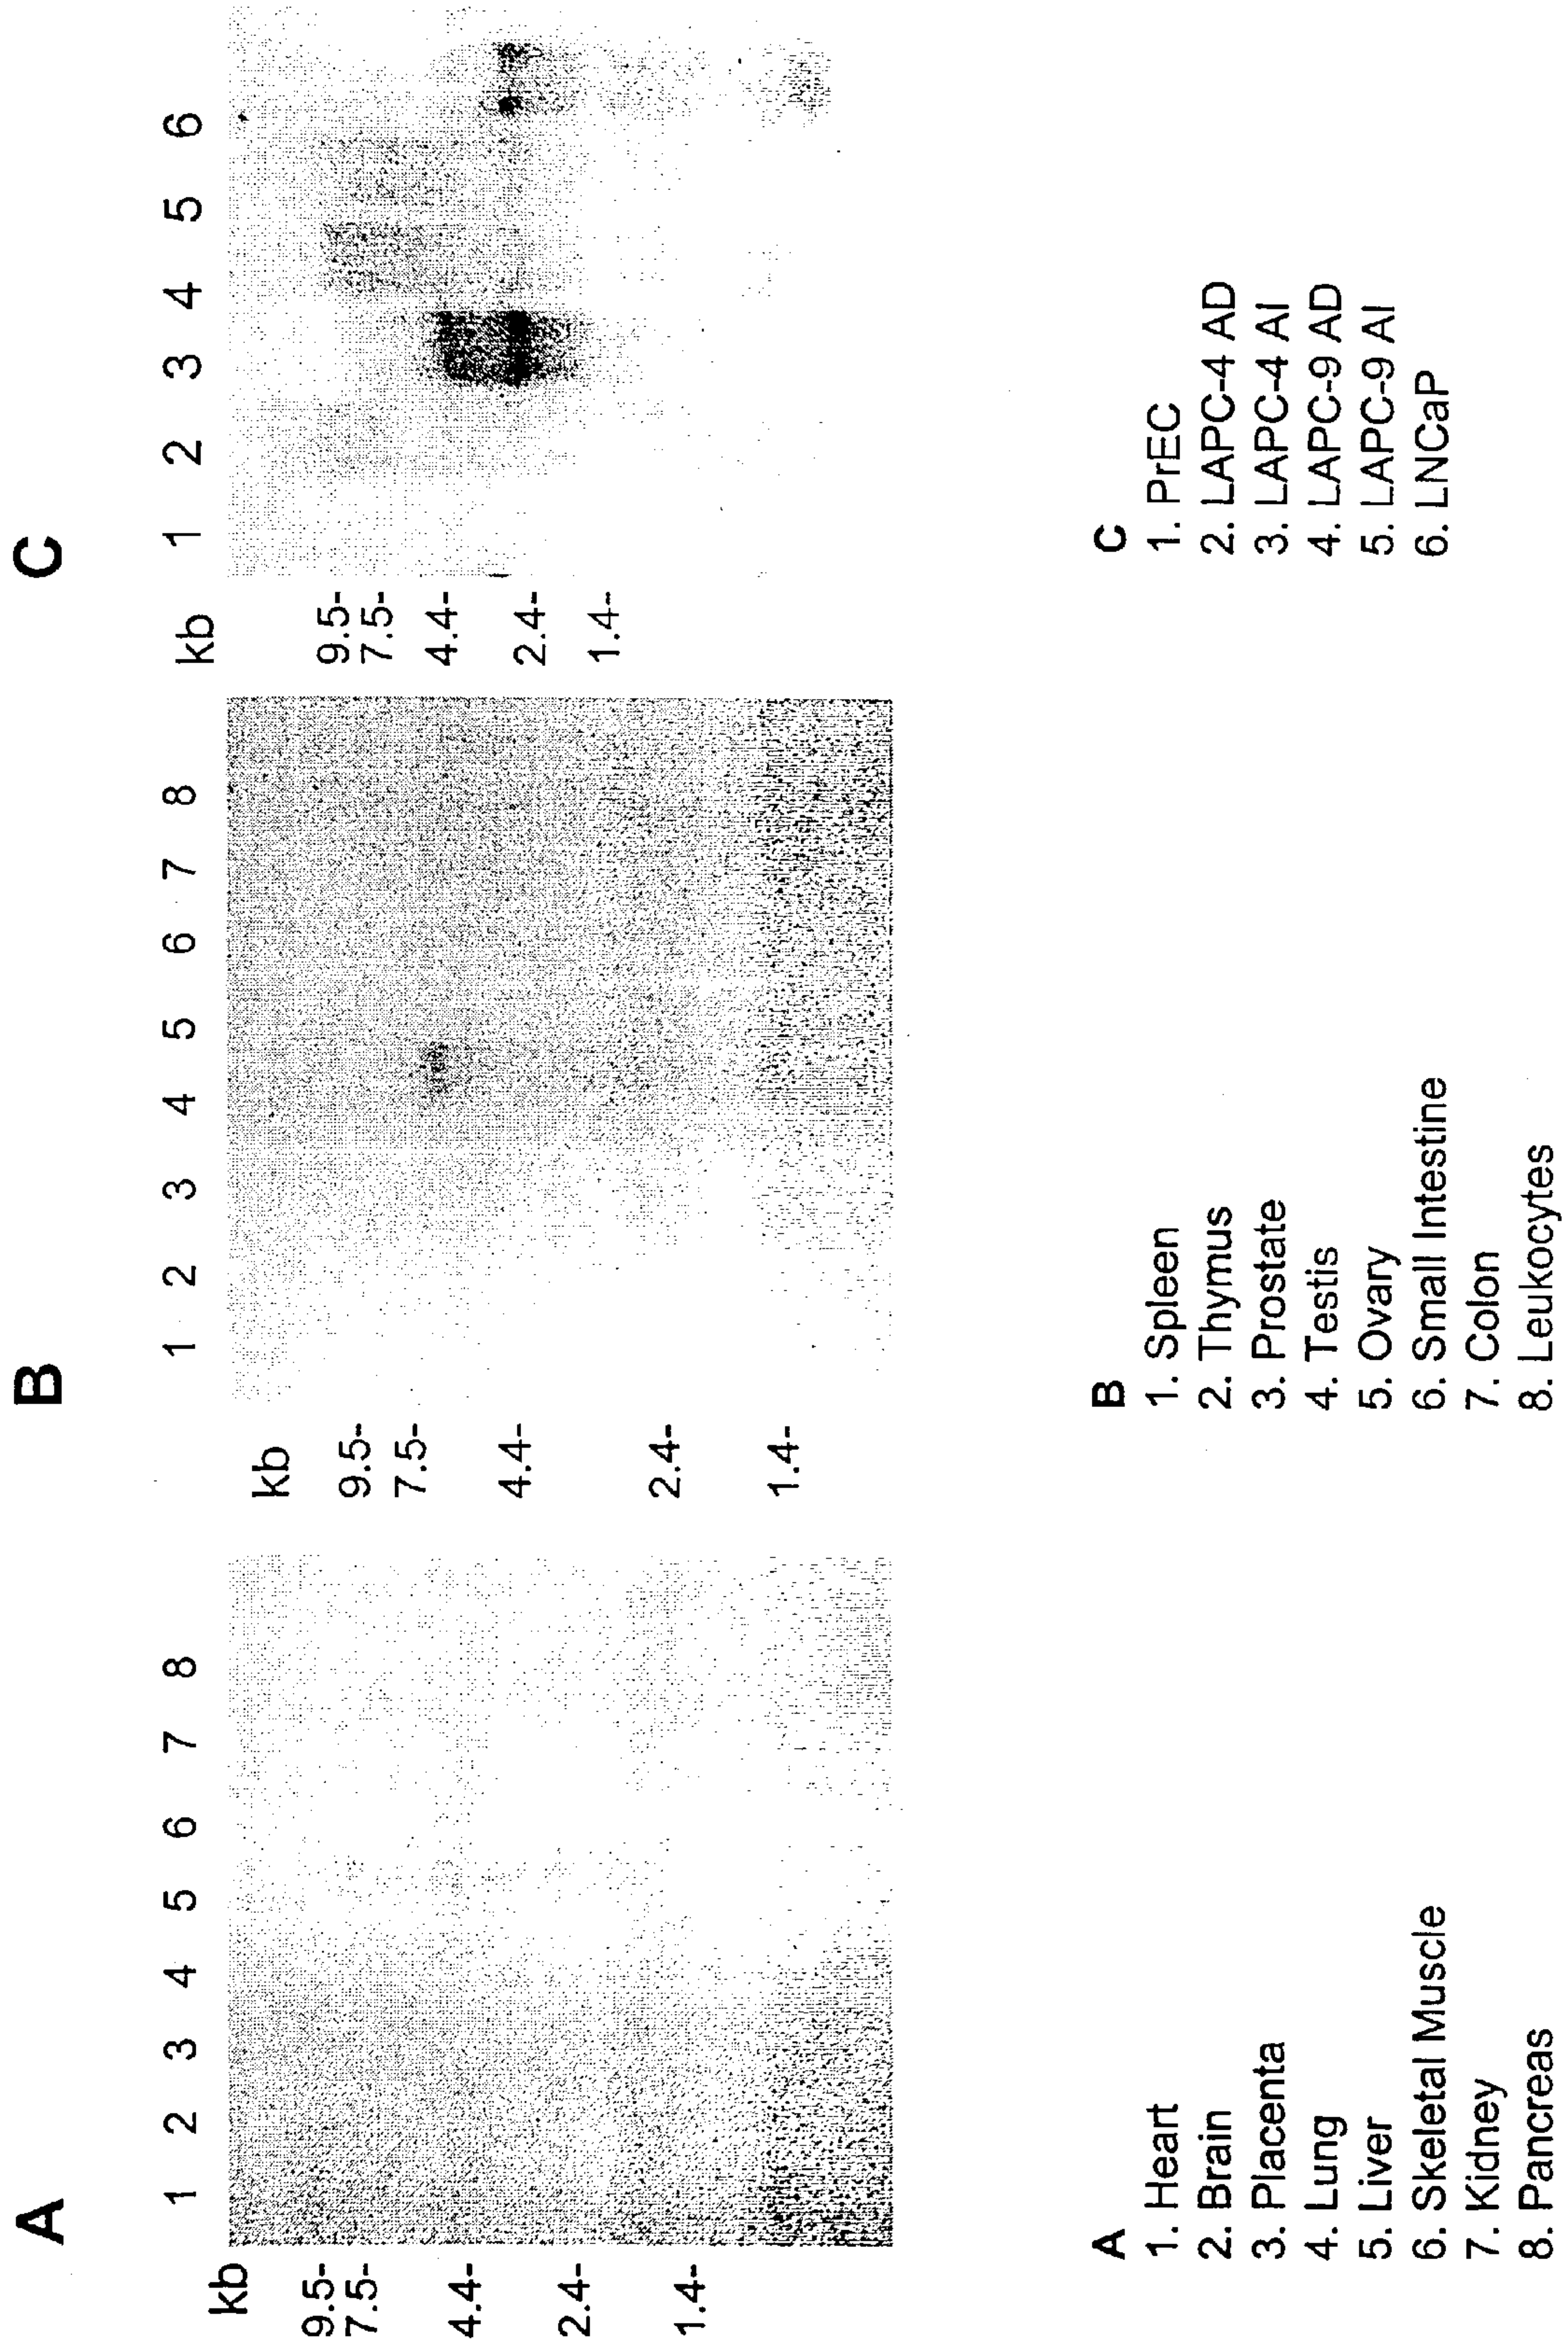 A
1 2 3 4 5 6 7 8
kb
9.5-
7.5-
4.4-
2.4-
1.4-
A
1. Heart
2. Brain
3. Placenta
4. Lung
5. Liver
6. Skeletal Muscle
7. Kidney
8. Pancreas
B
1 2 3 4 5 6 7 8
kb
9.5-
7.5-
4.4-
2.4-
1.4-
B
1. Spleen
2. Thymus
3. Prostate
4. Testis
5. Ovary
6. Small Intestine
7. Colon
8. Leukocytes
C
1 2 3 4 5 6
kb
9.5-
7.5-
4.4-
2.4-
1.4-
C
1. PrEC
2. LAPC-4 AD
3. LAPC-4 AI
4. LAPC-9 AD
5. LAPC-9 AI
6. LNCaP